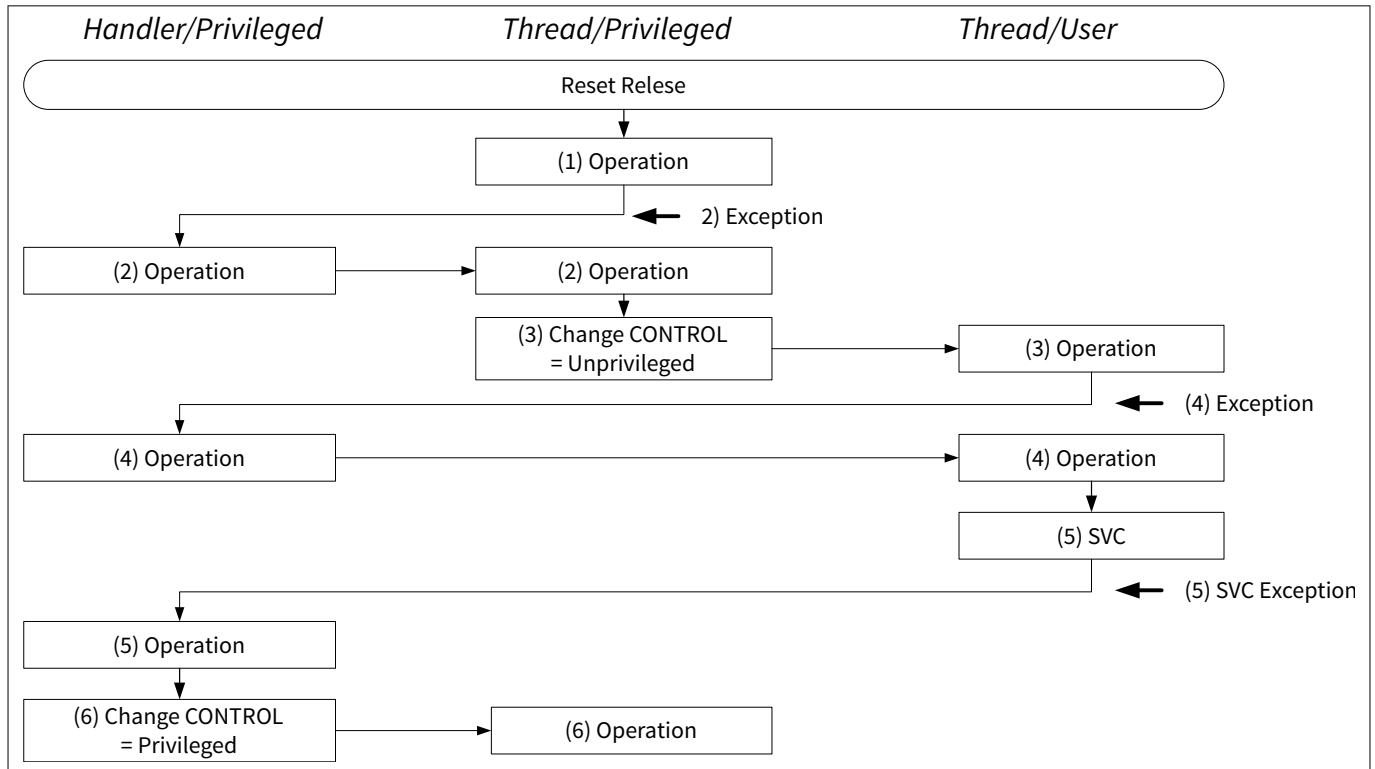 Handler/Privileged
Thread/Privileged
Thread/User
Reset Relese
(1) Operation
2) Exception
(2) Operation
(2) Operation
(3) Change CONTROL
= Unprivileged
(3) Operation
(4) Exception
(4) Operation
(4) Operation
(5) SVC
(5) SVC Exception
(5) Operation
(6) Change CONTROL
= Privileged
(6) Operation